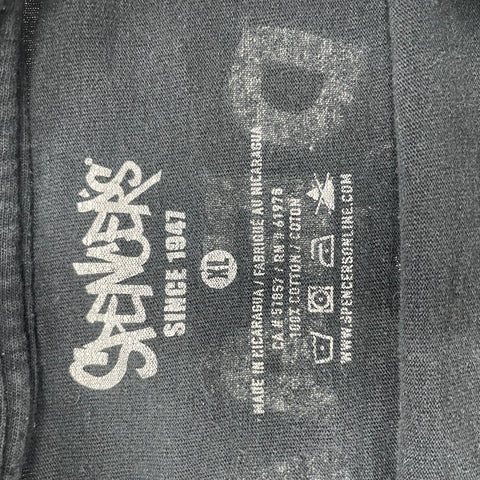 SPENCER'S
SINCE 1947
XL
MADE IN NICARAGUA / FABRIQUÉ AU NICARAGUA
CA # 51857 / RN # 61978
100% COTTON / COTON
WWW.SPENCERSONLINE.COM